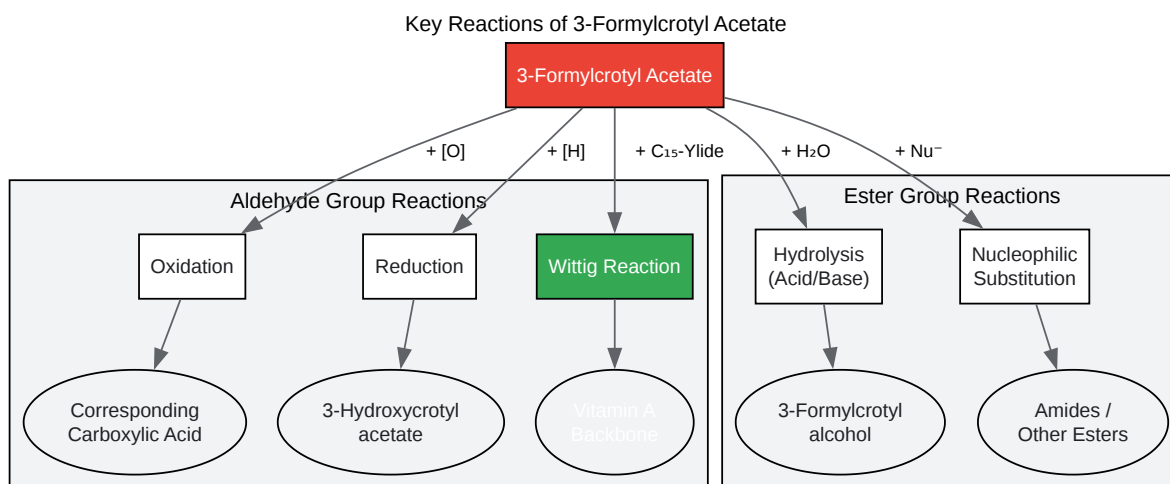 Key Reactions of 3-Formylcrotyl Acetate
3-Formylcrotyl Acetate
+ [O]
+ [H]
+ C₁₅-Ylide
+ H₂O
+ Nu⁻
Aldehyde Group Reactions
Ester Group Reactions
Oxidation
Reduction
Wittig Reaction
Hydrolysis
(Acid/Base)
Nucleophilic
Substitution
Corresponding
Carboxylic Acid
3-Hydroxycrotyl
acetate
Vitamin A
Backbone
3-Formylcrotyl
alcohol
Amides /
Other Esters